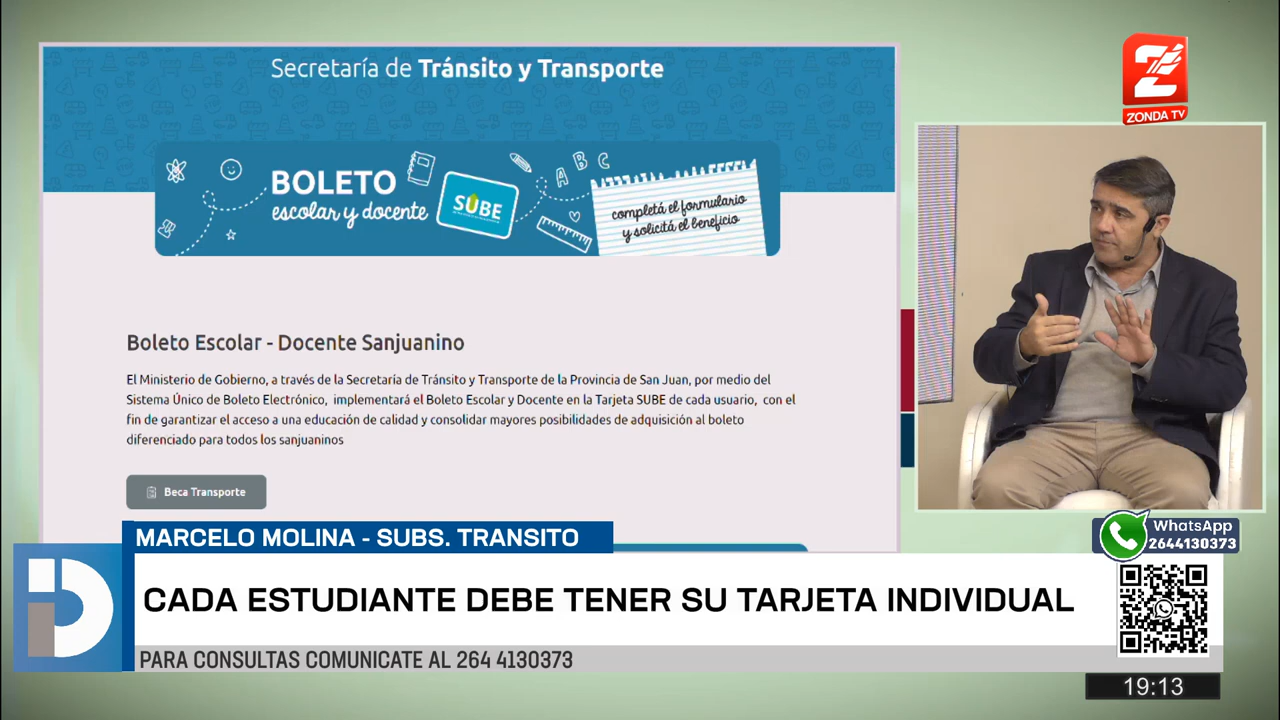 Secretaría de Tránsito y Transporte
BOLETO
escolar y docente
SUBE
A B C
completá el formulario
y solicitá el beneficio
Boleto Escolar - Docente Sanjuanino
El Ministerio de Gobierno, a través de la Secretaría de Tránsito y Transporte de la Provincia de San Juan, por medio del
Sistema Único de Boleto Electrónico, implementará el Boleto Escolar y Docente en la Tarjeta SUBE de cada usuario, con el
fin de garantizar el acceso a una educación de calidad y consolidar mayores posibilidades de adquisición al boleto
diferenciado para todos los sanjuaninos
Beca Transporte
Z
ZONDA TV
MARCELO MOLINA - SUBS. TRANSITO
iD
CADA ESTUDIANTE DEBE TENER SU TARJETA INDIVIDUAL
PARA CONSULTAS COMUNICATE AL 264 4130373
WhatsApp
2644130373
19:13